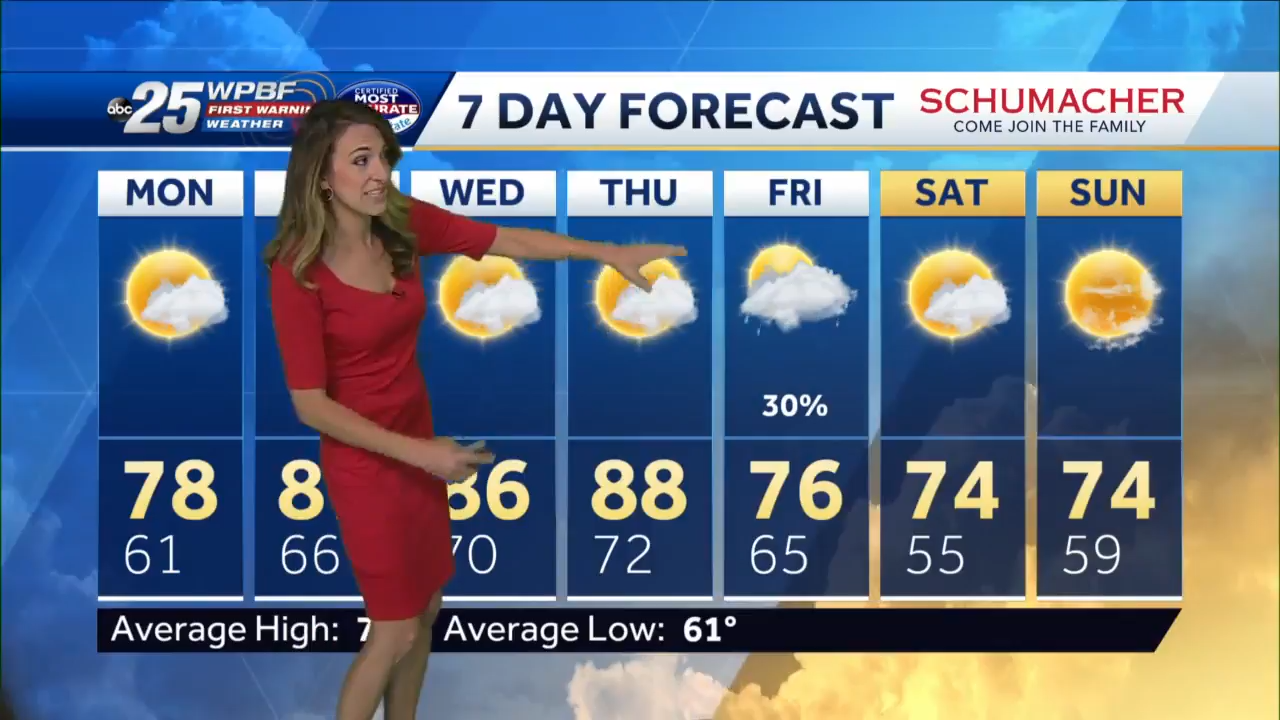 abc 25 WPBF
WEATHER
CERTIFIED
MOST
7 DAY FORECAST
SCHUMACHER
COME JOIN THE FAMILY
MON
WED
THU
FRI
SAT
SUN
30%
78
86
88
76
74
74
61
66
70
72
65
55
59
Average High:
Average Low: 61°